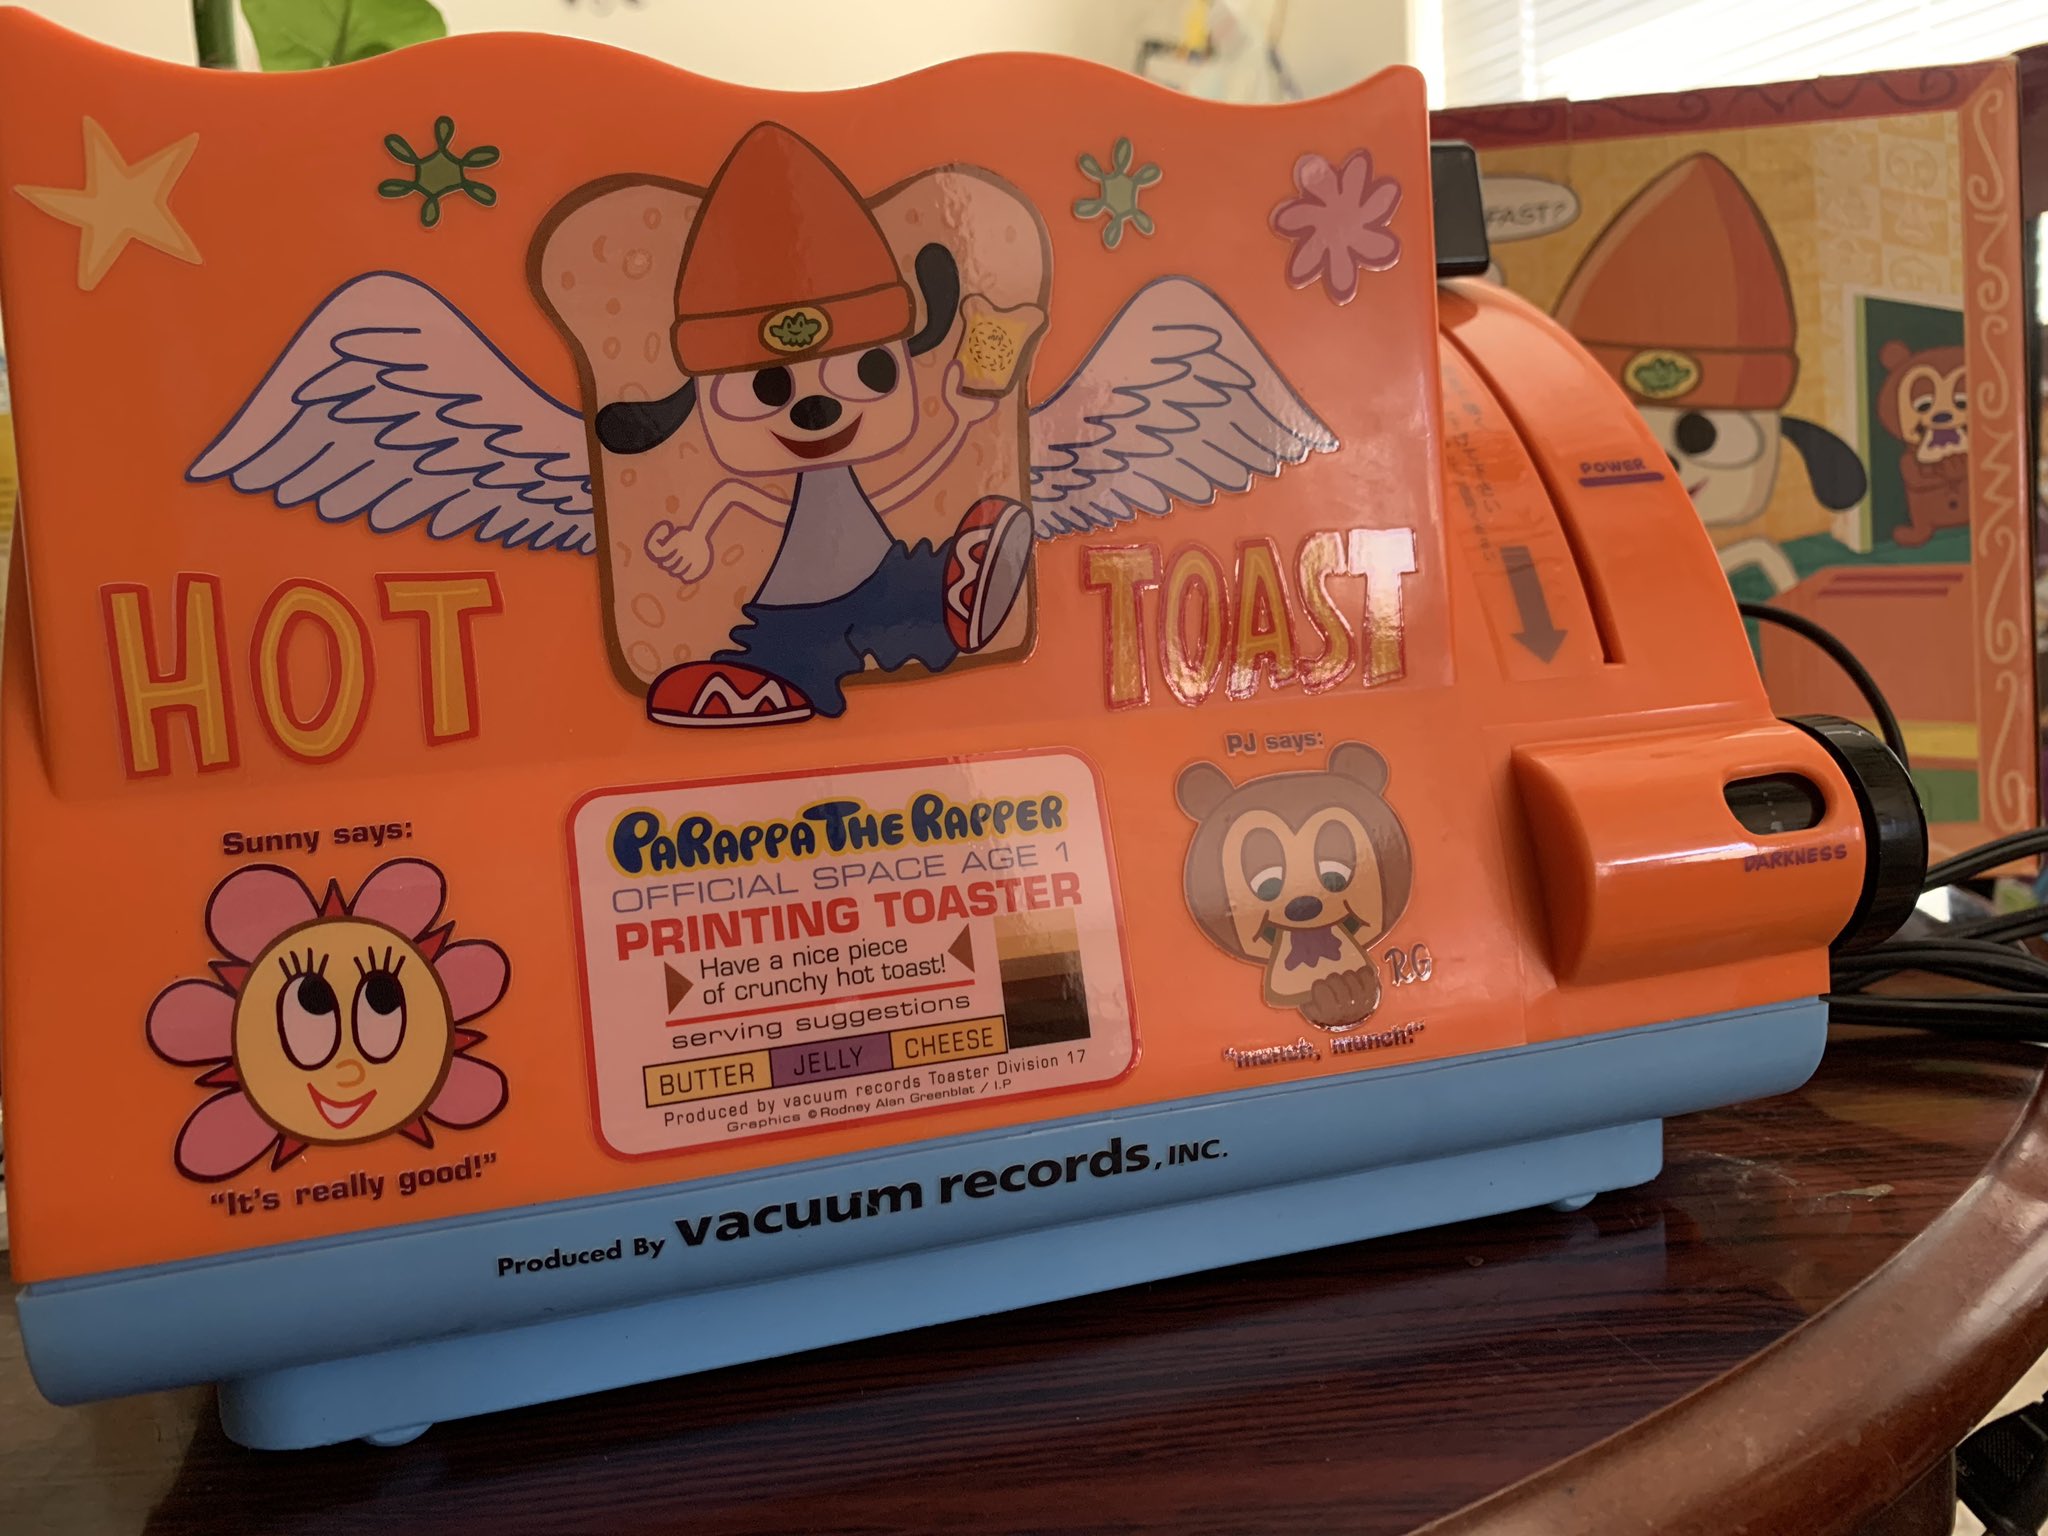 HOT
TOAST
FAST?
POWER
DARKNESS
Sunny says:
"It's really good!"
PARAPPA THE RAPPER
OFFICIAL SPACE AGE 1
PRINTING TOASTER
Have a nice piece
of crunchy hot toast!
serving suggestions
BUTTER JELLY CHEESE
Produced by vacuum records Toaster Division 17
Graphics © Rodney Alan Greenblat / I.P
PJ says:
RG
"munch, munch!"
Produced By vacuum records, INC.